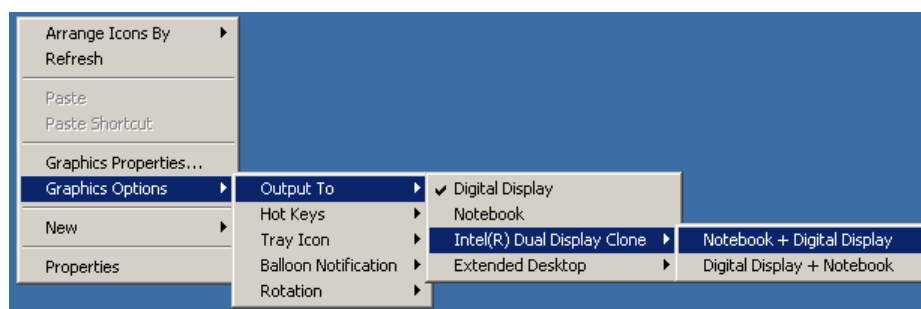 Arrange Icons By
Refresh
Paste
Paste Shortcut
Graphics Properties...
Graphics Options
New
Properties
Output To
Hot Keys
Tray Icon
Balloon Notification
Rotation
Digital Display
Notebook
Intel(R) Dual Display Clone
Extended Desktop
Notebook + Digital Display
Digital Display + Notebook